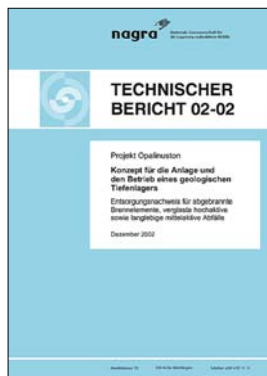 nagra
TECHNISCHER
BERICHT 02-02
Projekt Opalinuston
Konzept für die Anlage und
den Betrieb eines geologischen
Tiefenlagers
Entsorgungsnachweis für abgebrannte
Brennelemente, verglaste hochaktive
sowie langlebige mittelaktive Abfälle
Dezember 2002